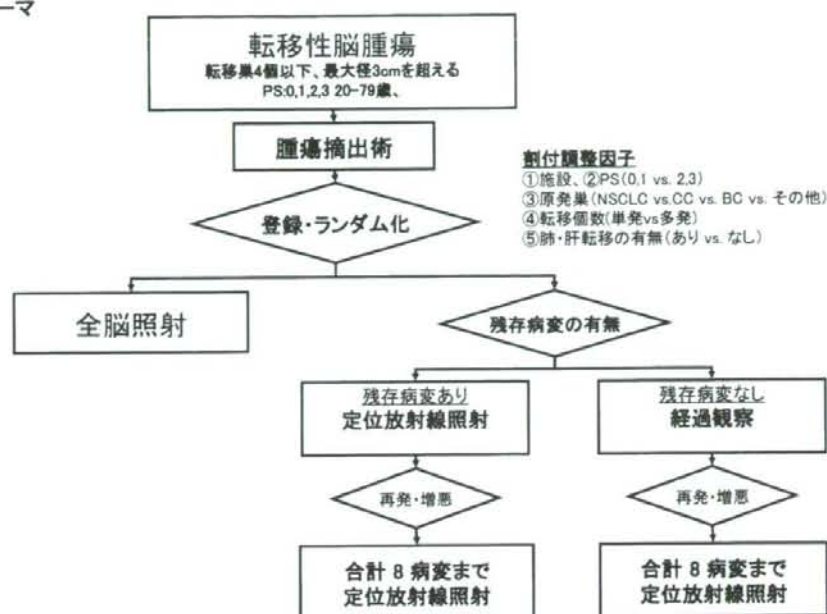 ーマ
転移性脳腫瘍
転移巣4個以下、最大径3cmを超える
PS:0,1,2,3 20-79歳、
腫瘍摘出術
割付調整因子
①施設、②PS(0,1 vs. 2,3)
③原発巣(NSCLC vs.CC vs. BC vs. その他)
④転移個数(単発vs多発)
⑤肺・肝転移の有無(あり vs. なし)
登録・ランダム化
全脳照射
残存病変の有無
残存病変あり
定位放射線照射
残存病変なし
経過観察
再発・増悪
再発・増悪
合計 8 病変まで
定位放射線照射
合計 8 病変まで
定位放射線照射